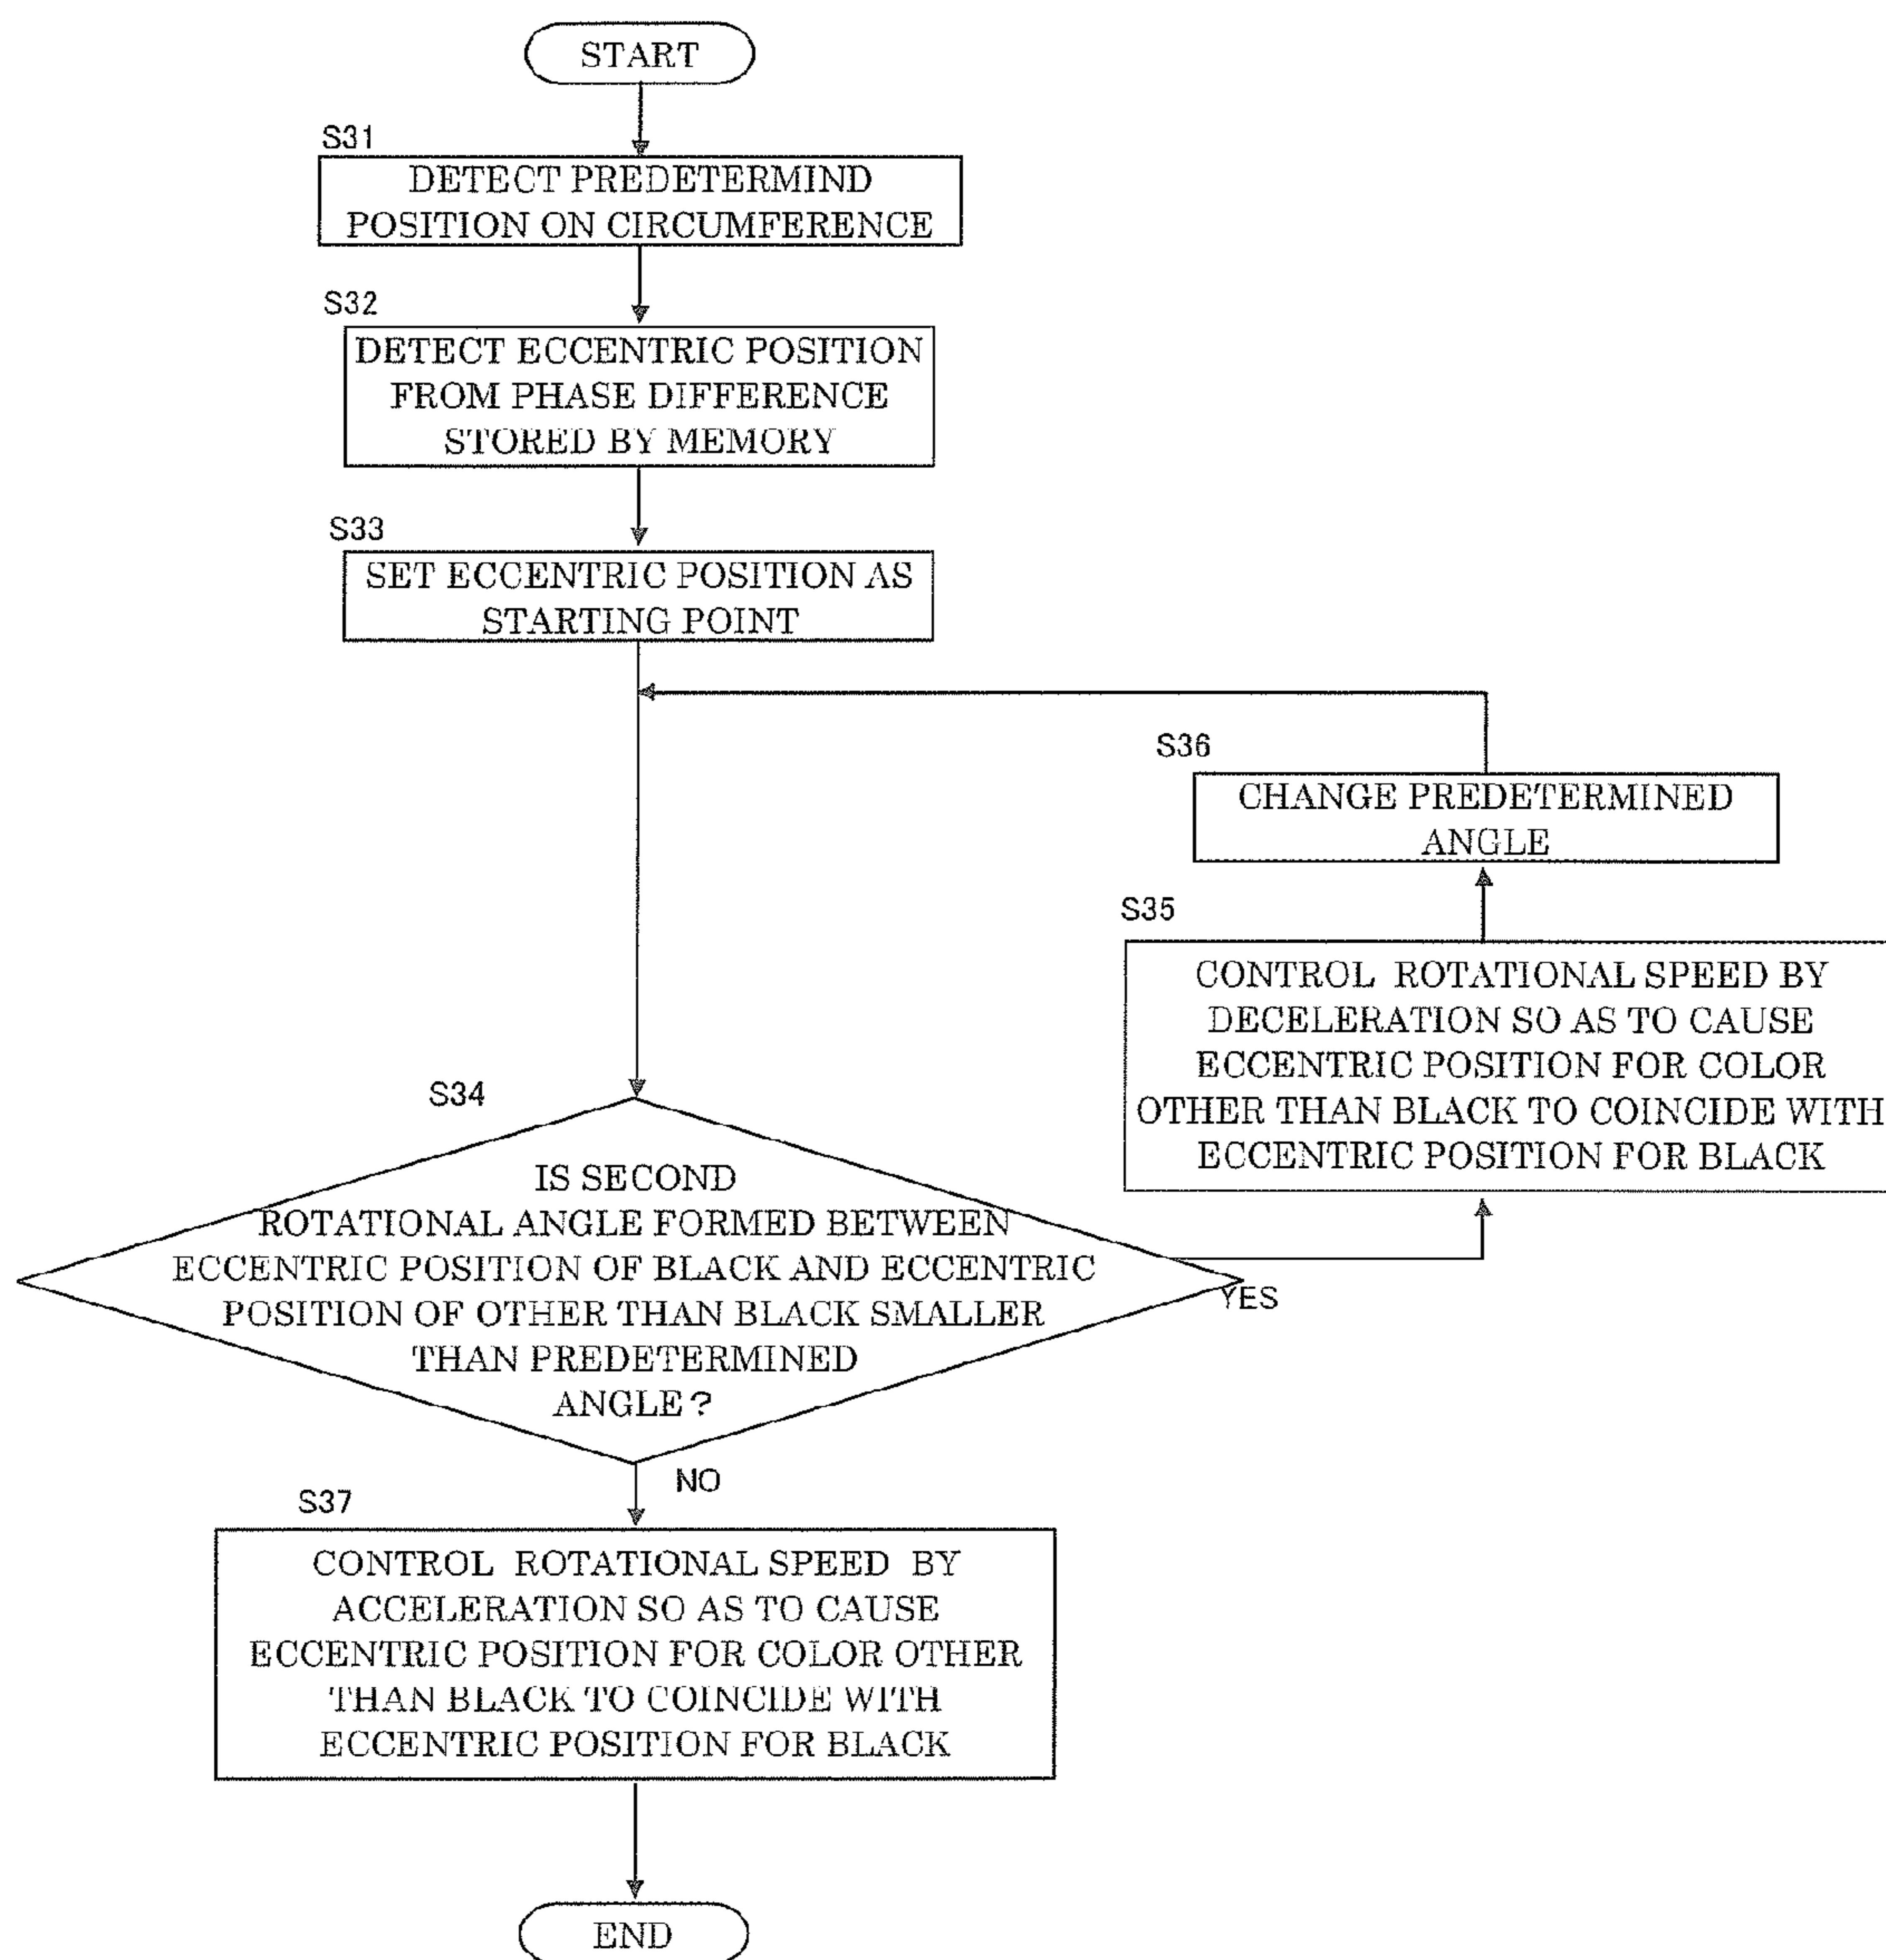 START
S31
DETECT PREDETERMIND
POSITION ON CIRCUMFERENCE
S32
DETECT ECCENTRIC POSITION
FROM PHASE DIFFERENCE
STORED BY MEMORY
S33
SET ECCENTRIC POSITION AS
STARTING POINT
S36
CHANGE PREDETERMINED
ANGLE
S35
CONTROL ROTATIONAL SPEED BY
DECELERATION SO AS TO CAUSE
ECCENTRIC POSITION FOR COLOR
OTHER THAN BLACK TO COINCIDE WITH
ECCENTRIC POSITION FOR BLACK
S34
IS SECOND
ROTATIONAL ANGLE FORMED BETWEEN
ECCENTRIC POSITION OF BLACK AND ECCENTRIC
POSITION OF OTHER THAN BLACK SMALLER
THAN PREDETERMINED
ANGLE?
YES
NO
S37
CONTROL ROTATIONAL SPEED BY
ACCELERATION SO AS TO CAUSE
ECCENTRIC POSITION FOR COLOR OTHER
THAN BLACK TO COINCIDE WITH
ECCENTRIC POSITION FOR BLACK
END